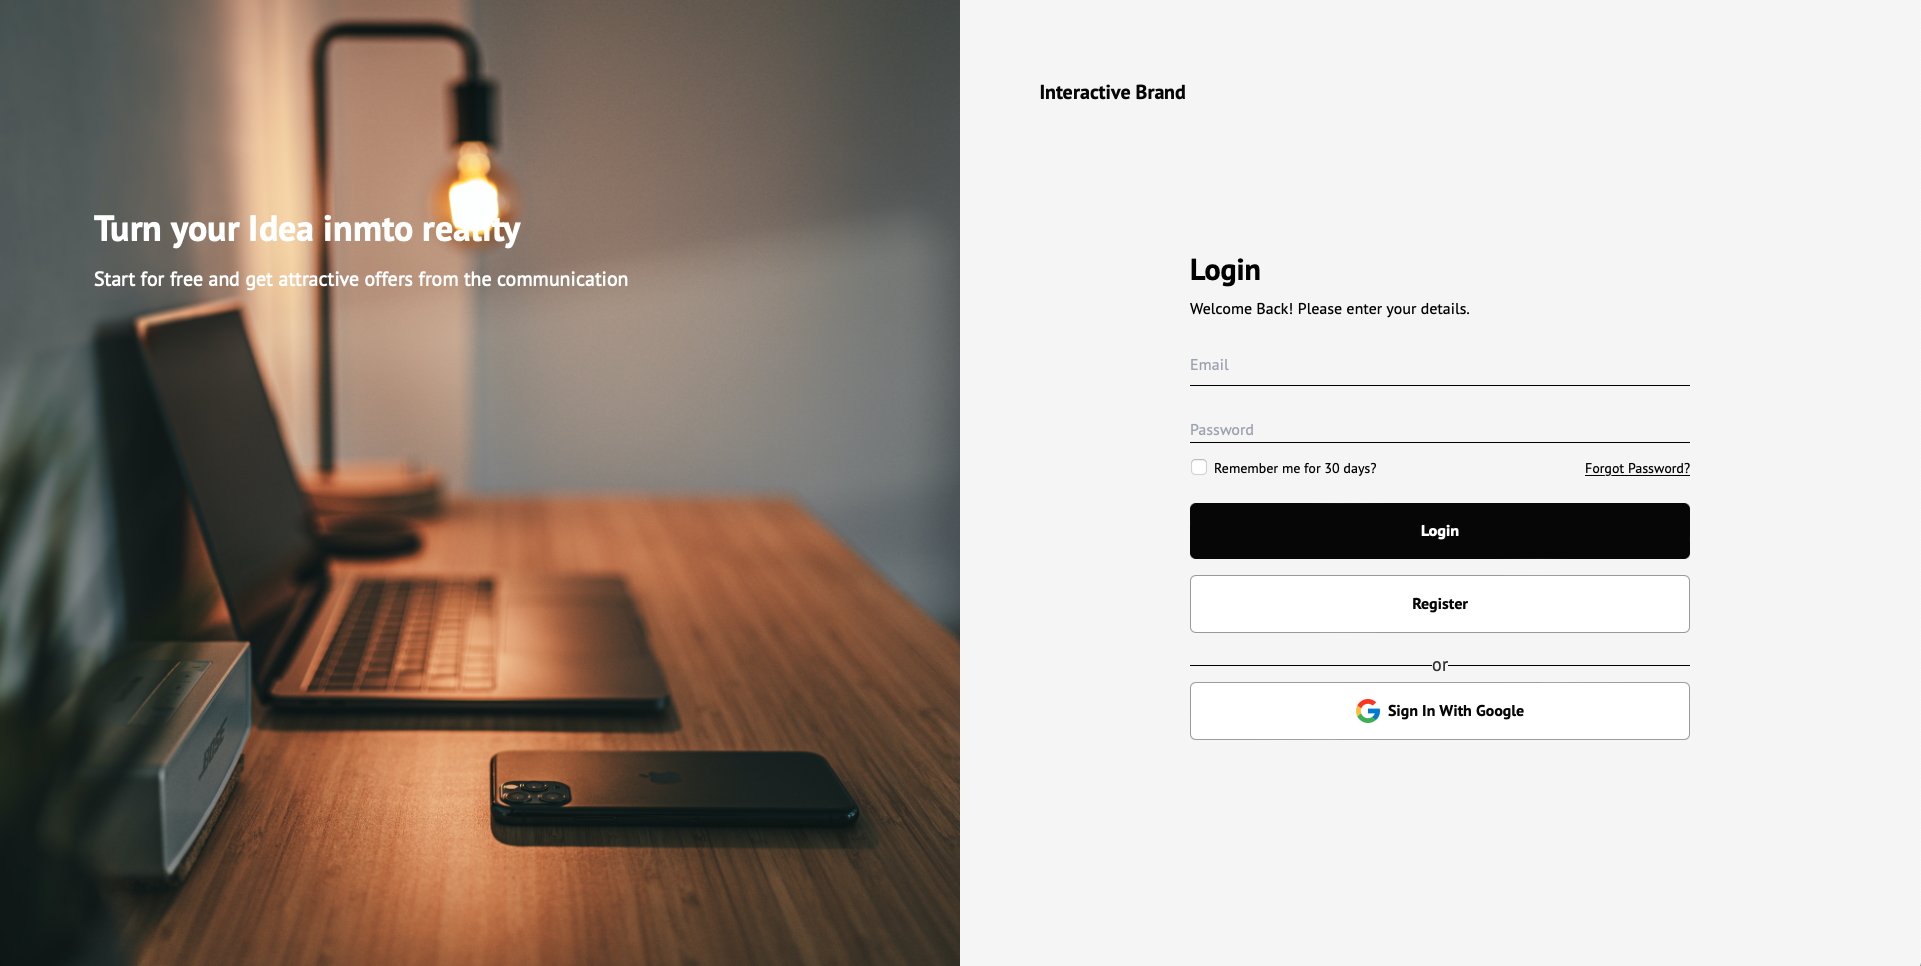 Turn your Idea inmto reality
Start for free and get attractive offers from the communication
Interactive Brand
Login
Welcome Back! Please enter your details.
Email
Password
Remember me for 30 days?
Forgot Password?
Login
Register
or
Sign In With Google
BOSE